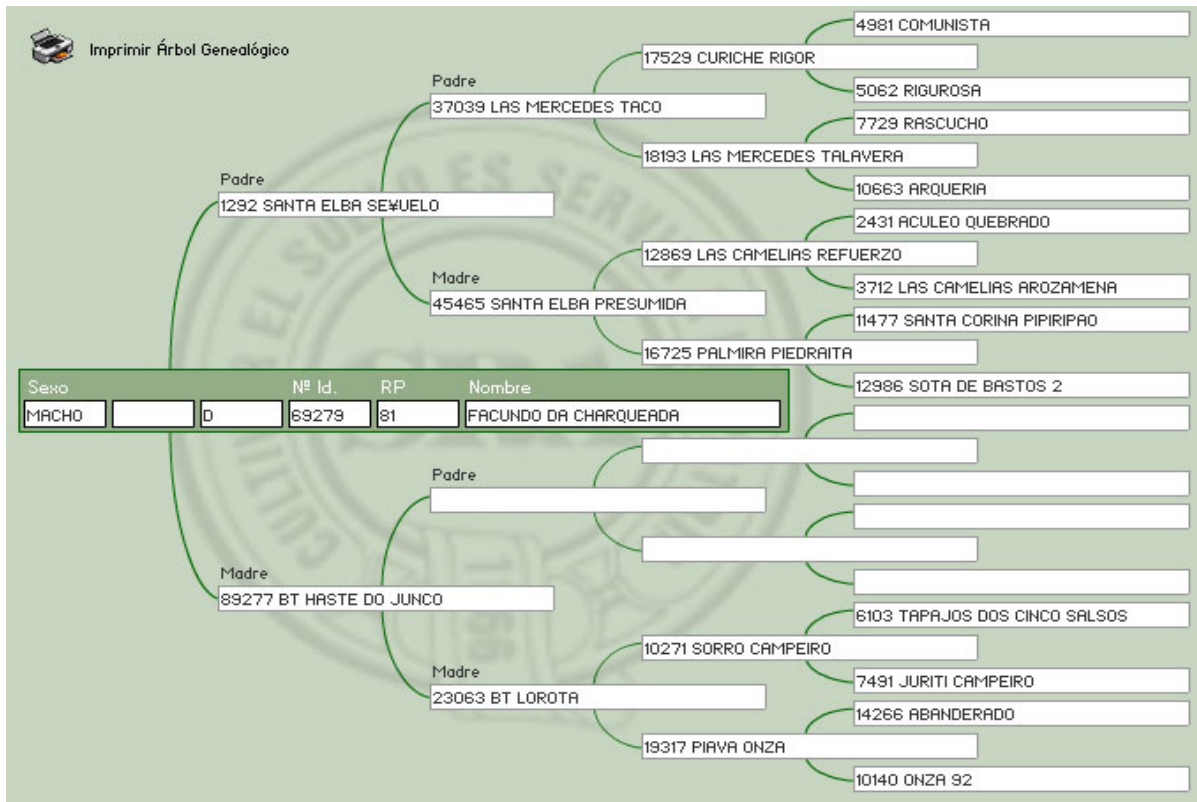 Imprimir Árbol Genealógico
4981 COMUNISTA
17529 CURICHE RIGOR
5062 RIGUROSA
Padre
37039 LAS MERCEDES TACO
7729 RASCUCHO
18193 LAS MERCEDES TALAVERA
10663 ARQUERIA
Padre
1292 SANTA ELBA SE¥UELO
2431 ACULEO QUEBRADO
12869 LAS CAMELIAS REFUERZO
3712 LAS CAMELIAS AROZAMENA
Madre
45465 SANTA ELBA PRESUMIDA
11477 SANTA CORINA PIPIRIPAO
16725 PALMIRA PIEDRAITA
12986 SOTA DE BASTOS 2
Sexo Nº Id. RP Nombre
MACHO D 69279 81 FACUNDO DA CHARQUEADA
Padre
Madre
89277 BT HASTE DO JUNCO
6103 TAPAJOS DOS CINCO SALSOS
10271 SORRO CAMPEIRO
7491 JURITI CAMPEIRO
Madre
23063 BT LOROTA
14266 ABANDERADO
19317 PIAVA ONZA
10140 ONZA 92
1866